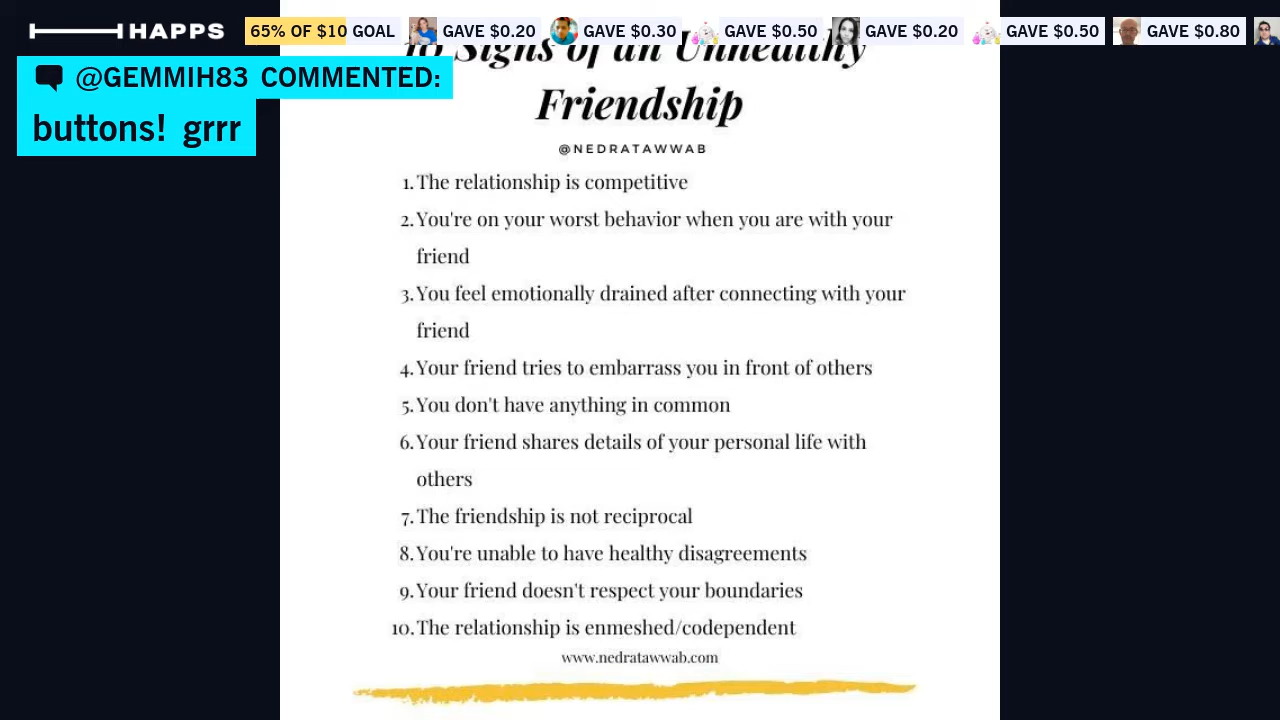 HAPPS
65% OF $10 GOAL GAVE $0.20 GAVE $0.30 GAVE $0.50 GAVE $0.20 GAVE $0.50 GAVE $0.80
@GEMMIH83 COMMENTED:
buttons! grrr
10 Signs of an Unhealthy
Friendship
@NEDRATAWWAB
1. The relationship is competitive
2. You're on your worst behavior when you are with your
friend
3. You feel emotionally drained after connecting with your
friend
4. Your friend tries to embarrass you in front of others
5. You don't have anything in common
6. Your friend shares details of your personal life with
others
7. The friendship is not reciprocal
8. You're unable to have healthy disagreements
9. Your friend doesn't respect your boundaries
10. The relationship is enmeshed/codependent
www.nedratawwab.com